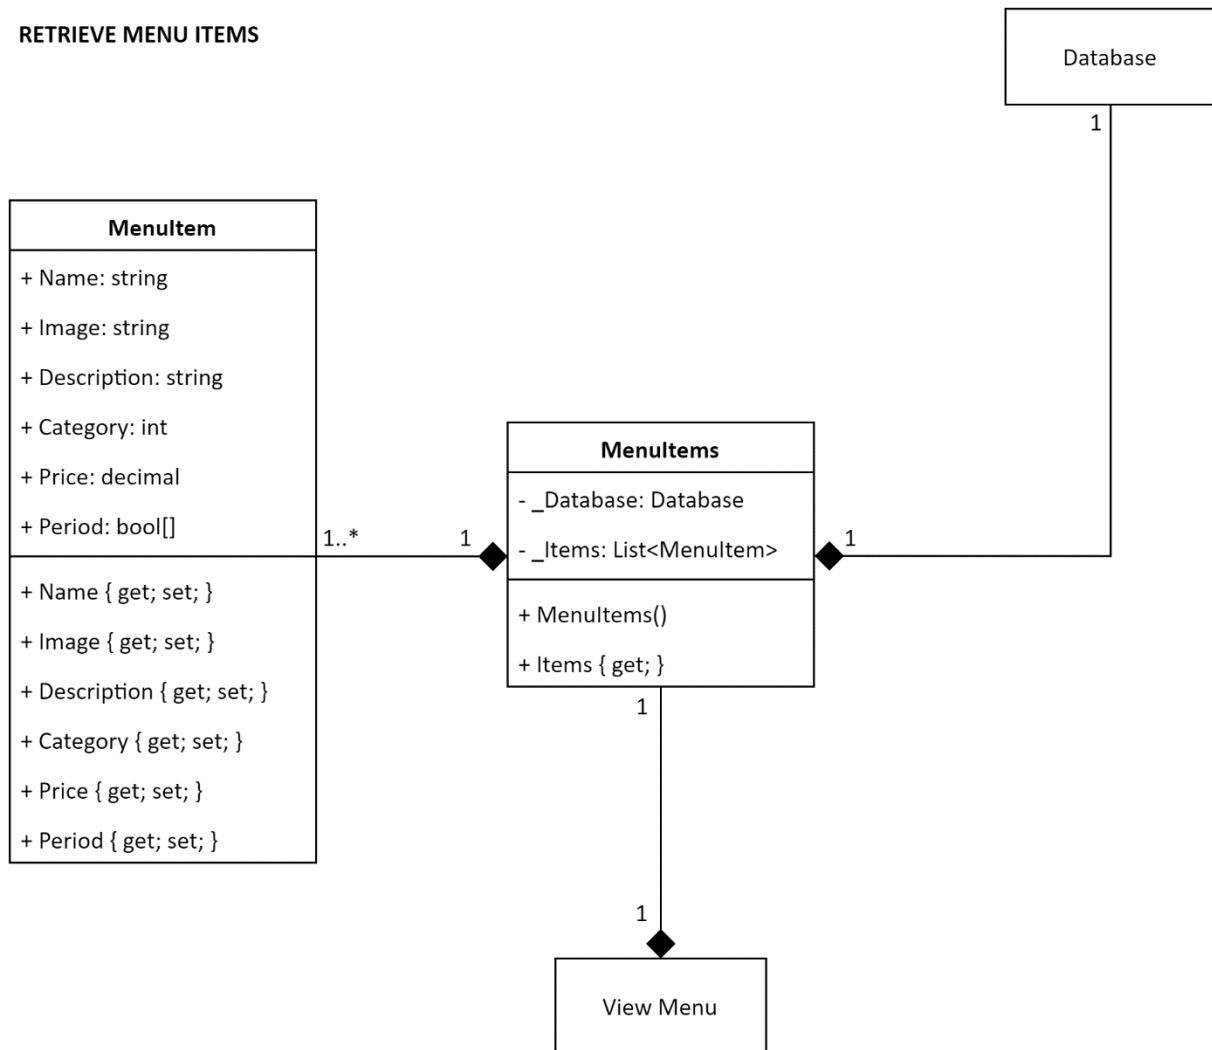 RETRIEVE MENU ITEMS
Database
1
MenuItem
+ Name: string
+ Image: string
+ Description: string
+ Category: int
+ Price: decimal
+ Period: bool[]
+ Name { get; set; }
+ Image { get; set; }
+ Description { get; set; }
+ Category { get; set; }
+ Price { get; set; }
+ Period { get; set; }
1..*
1
MenuItems
- _Database: Database
- _Items: List<MenuItem>
+ MenuItems()
+ Items { get; }
1
1
1
View Menu